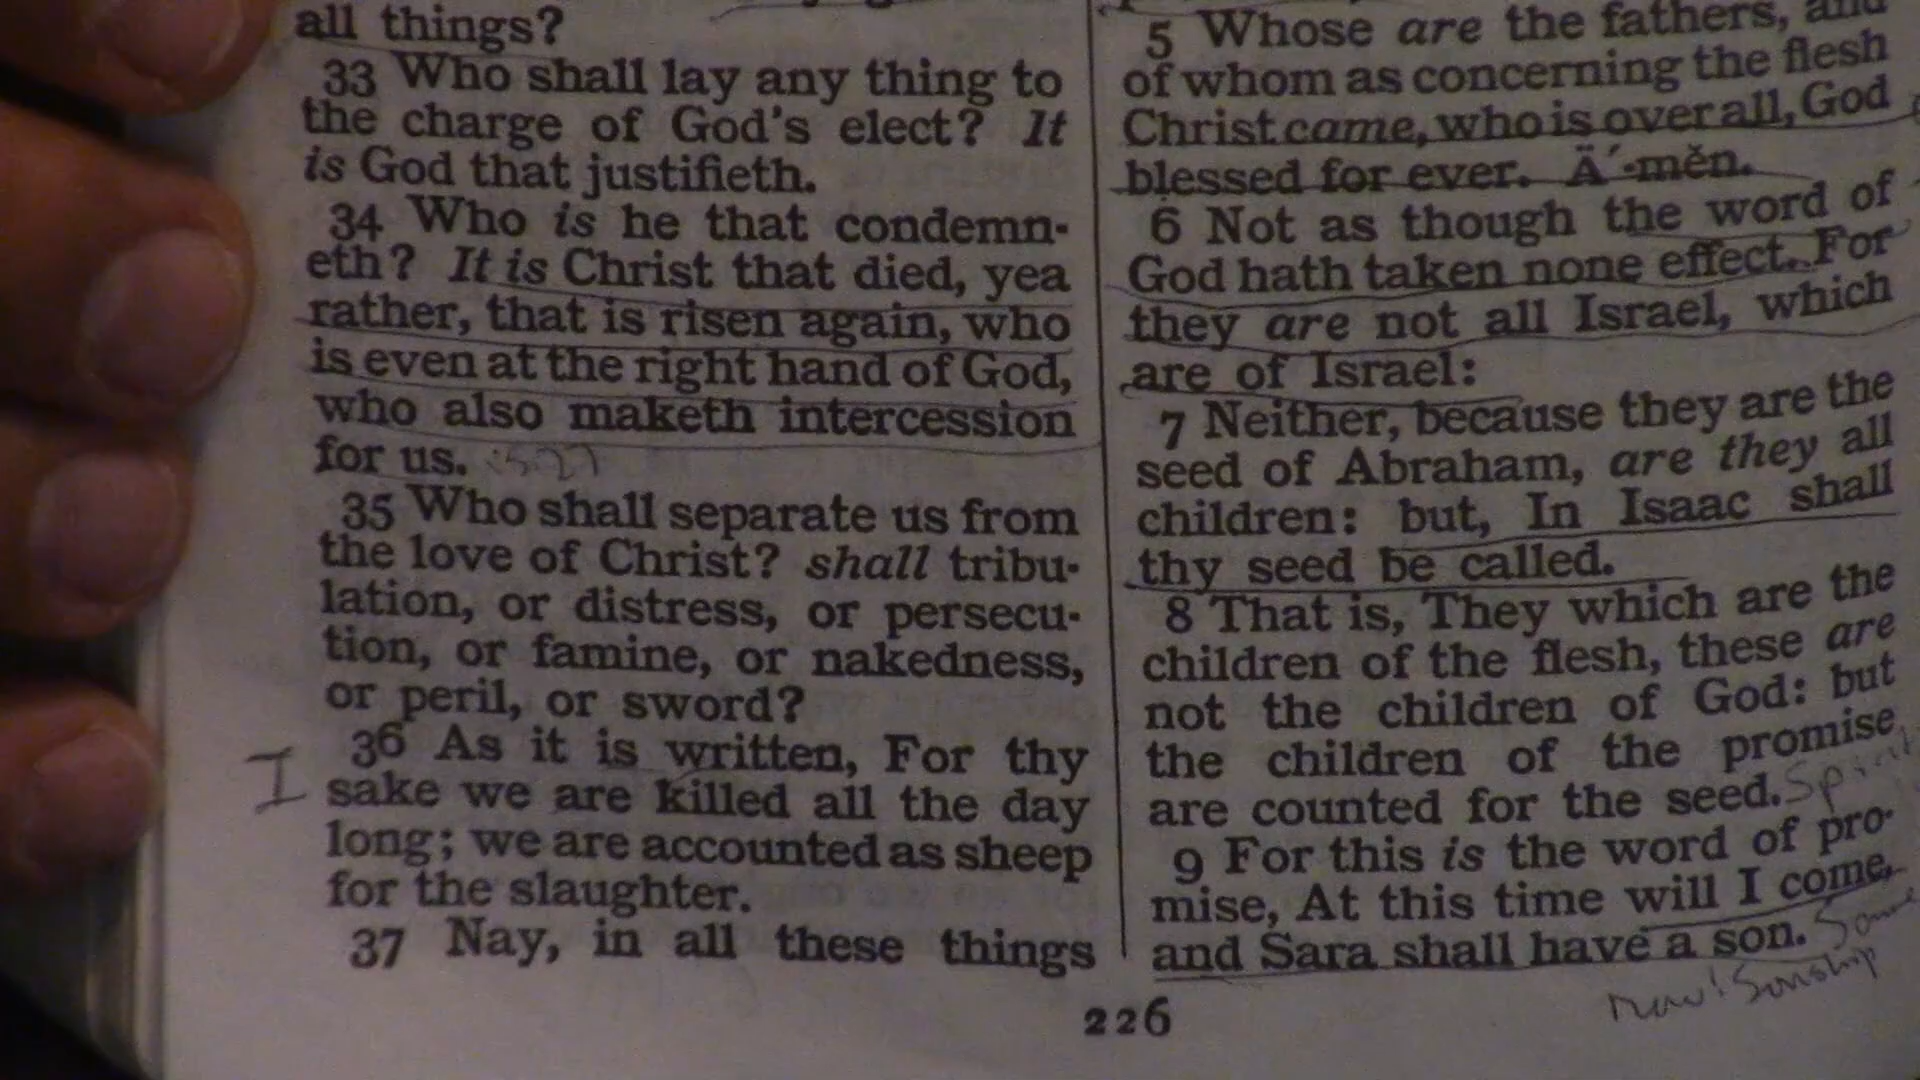 all things?
33 Who shall lay any thing to
the charge of God's elect? It
is God that justifieth.
34 Who is he that condemn-
eth? It is Christ that died, yea
rather, that is risen again, who
is even at the right hand of God,
who also maketh intercession
for us.
35 Who shall separate us from
the love of Christ? shall tribu-
lation, or distress, or persecu-
tion, or famine, or nakedness,
or peril, or sword?
I
36 As it is written, For thy
sake we are killed all the day
long; we are accounted as sheep
for the slaughter.
37 Nay, in all these things
5 Whose are the fathers, and
of whom as concerning the flesh
Christ came, who is over all, God
blessed for ever. Ä′-mĕn.
6 Not as though the word of
God hath taken none effect. For
they are not all Israel, which
are of Israel:
7 Neither, because they are the
seed of Abraham, are they all
children: but, In Isaac shall
thy seed be called.
8 That is, They which are the
children of the flesh, these are
not the children of God: but
the children of the promise
are counted for the seed.
9 For this is the word of pro-
mise, At this time will I come,
and Sara shall have a son.
Sonship
226